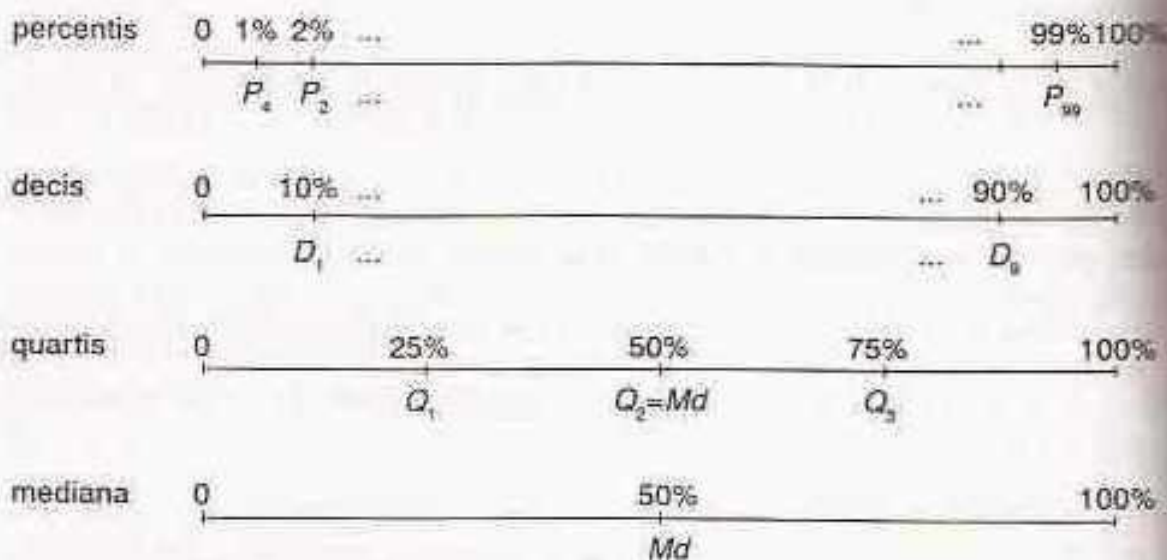 percentis 0 1% 2% ... ... 99% 100%
P₄ P₂ ... ... P₉₉
decis 0 10% ... ... 90% 100%
D₁ ... ... D₉
quartis 0 25% 50% 75% 100%
Q₁ Q₂=Md Q₃
mediana 0 50% 100%
Md